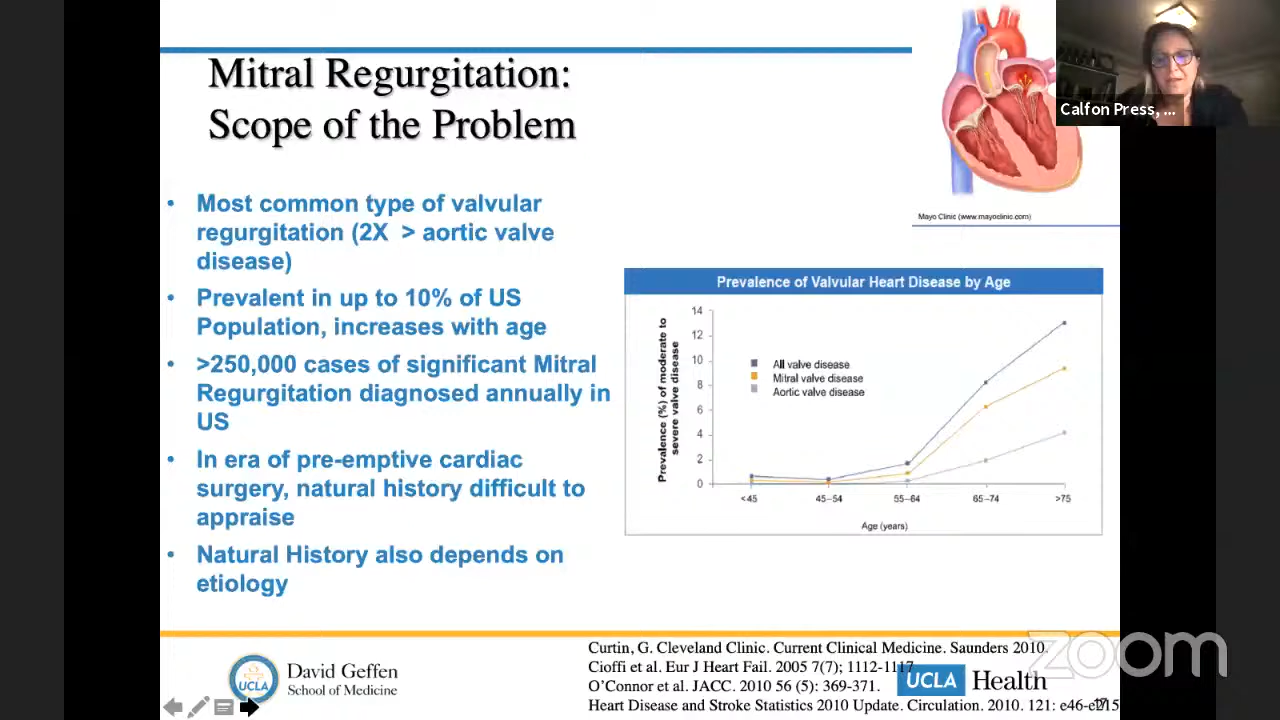 Mitral Regurgitation:
Scope of the Problem
Calfon Press, ...
Mayo Clinic (www.mayoclinic.com)
• Most common type of valvular
regurgitation (2X > aortic valve
disease)
• Prevalent in up to 10% of US
Population, increases with age
• >250,000 cases of significant Mitral
Regurgitation diagnosed annually in
US
• In era of pre-emptive cardiac
surgery, natural history difficult to
appraise
• Natural History also depends on
etiology
Prevalence of Valvular Heart Disease by Age
Prevalence (%) of moderate to
severe valve disease
14
12
10
8
6
4
2
0
All valve disease
Mitral valve disease
Aortic valve disease
<45 45–54 55–64 65–74 >75
Age (years)
UCLA
David Geffen
School of Medicine
Curtin, G. Cleveland Clinic. Current Clinical Medicine. Saunders 2010.
Cioffi et al. Eur J Heart Fail. 2005 7(7); 1112-1117
O’Connor et al. JACC. 2010 56 (5): 369-371.
Heart Disease and Stroke Statistics 2010 Update. Circulation. 2010. 121: e46-
UCLA Health
zoom